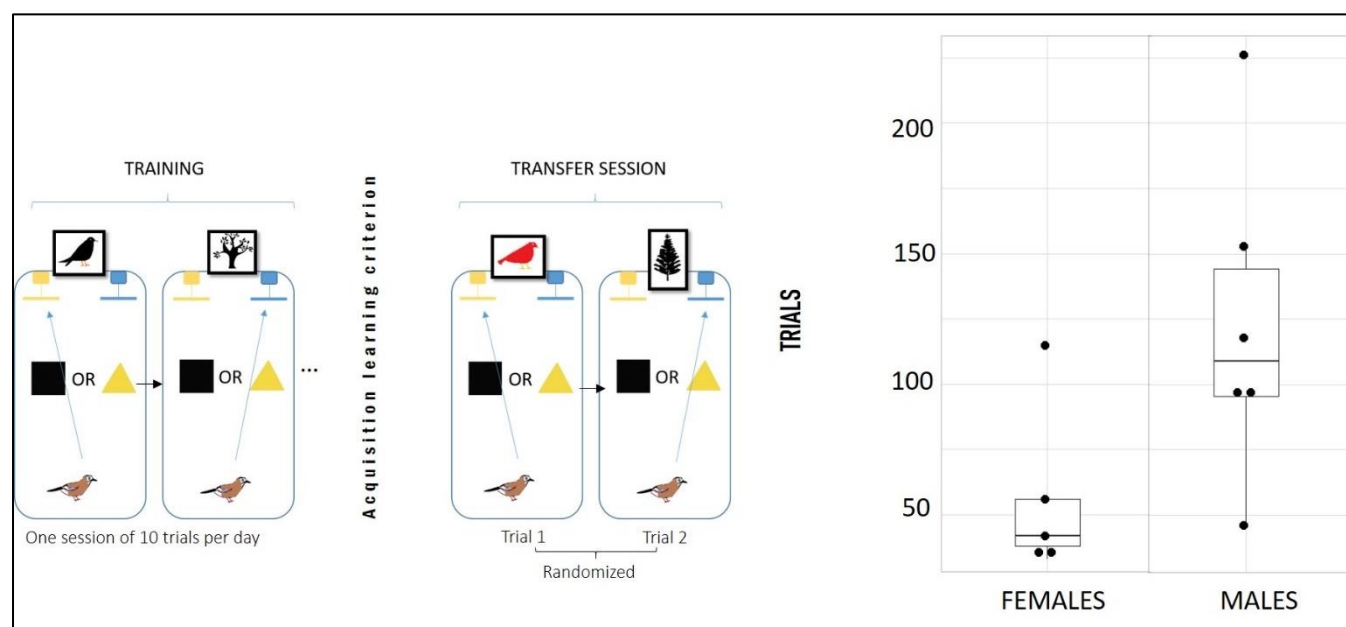 TRAINING
OR
OR
...
One session of 10 trials per day
Acquisition learning criterion
TRANSFER SESSION
OR
OR
Trial 1
Trial 2
Randomized
TRIALS
200
150
100
50
FEMALES
MALES